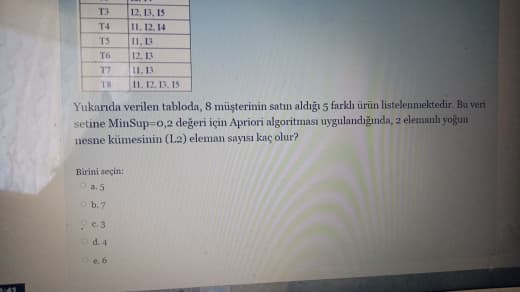 T3 I2, I3, I5
T4 I1, I2, I4
T5 I1, I3
T6 I2, I3
T7 I1, I3
T8 I1, I2, I3, I5
Yukarıda verilen tabloda, 8 müşterinin satın aldığı 5 farklı ürün listelenmektedir. Bu veri
setine MinSup=0,2 değeri için Apriori algoritması uygulandığında, 2 elemanlı yoğun
nesne kümesinin (L2) eleman sayısı kaç olur?
Birini seçin:
a. 5
b. 7
c. 3
d. 4
e. 6
:41